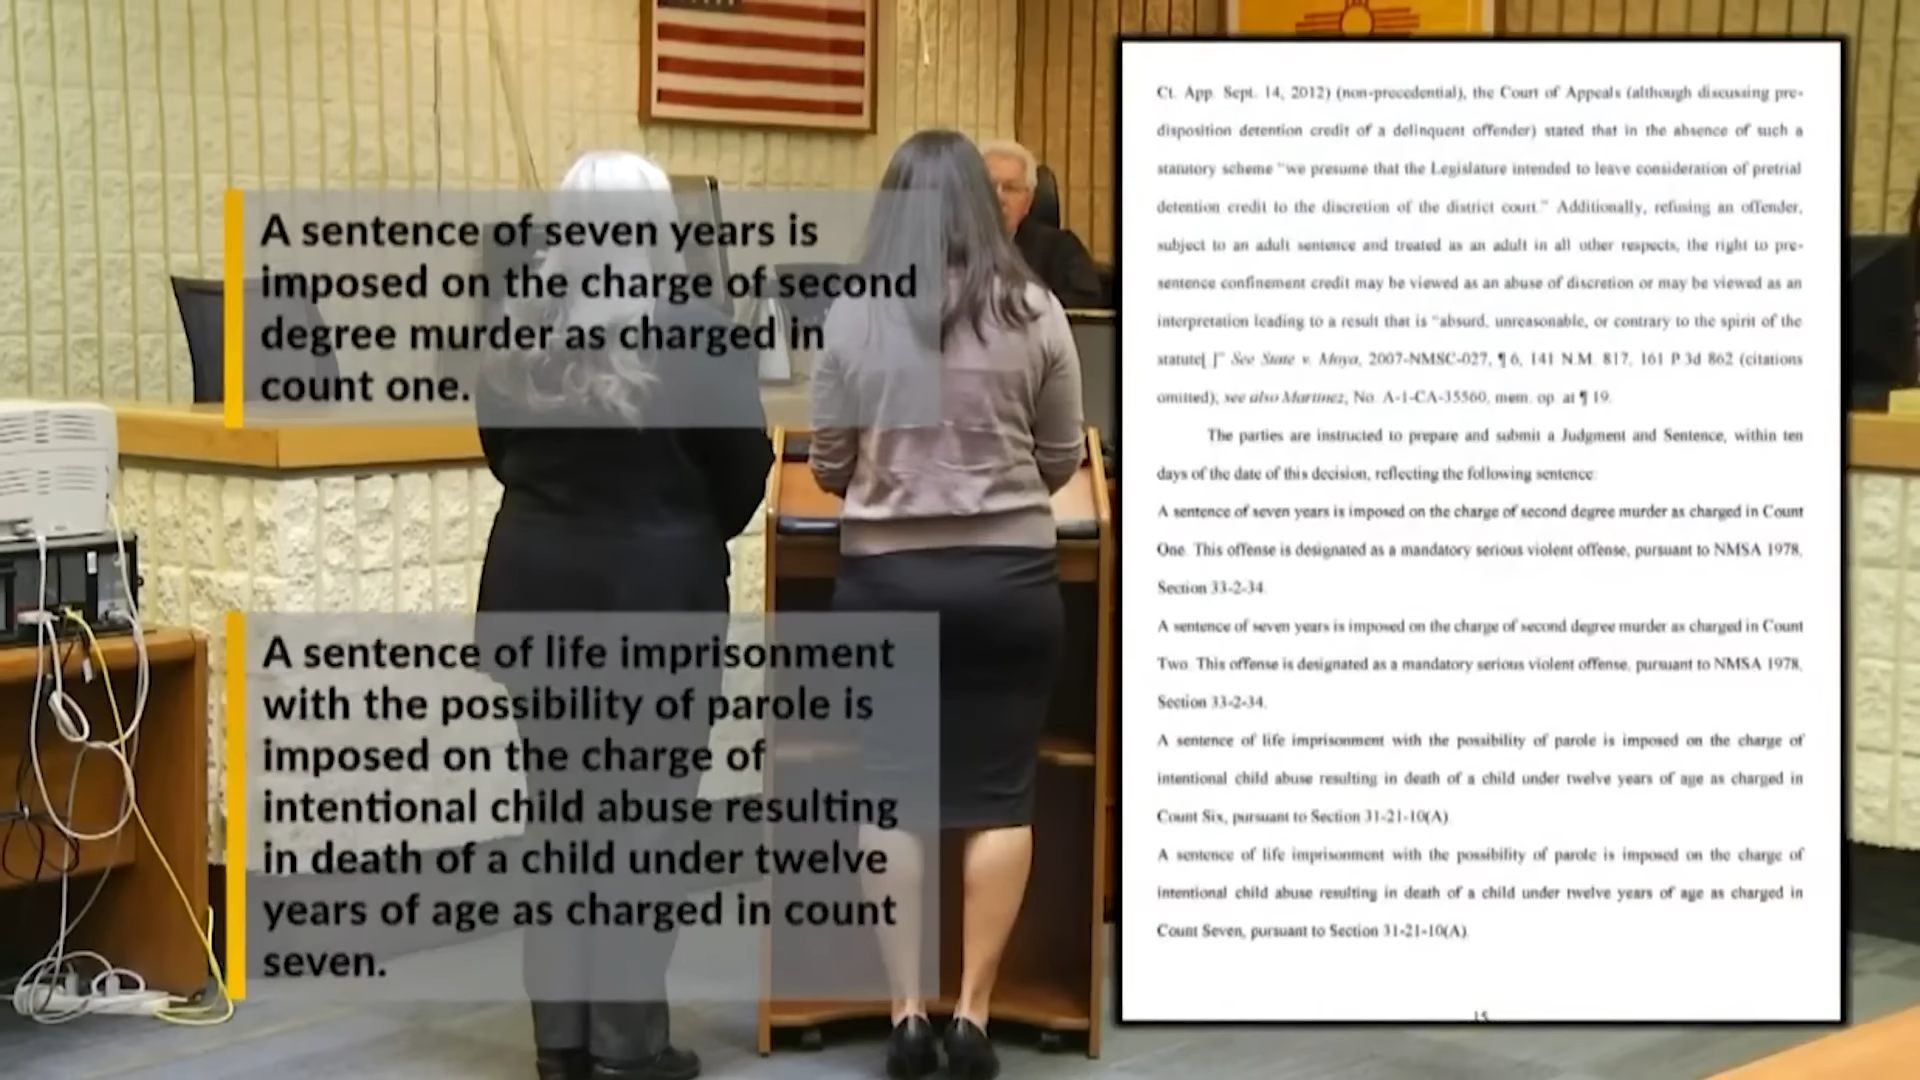 A sentence of seven years is
imposed on the charge of second
degree murder as charged in
count one.
A sentence of life imprisonment
with the possibility of parole is
imposed on the charge of
intentional child abuse resulting
in death of a child under twelve
years of age as charged in count
seven.
Ct. App. Sept. 14, 2012) (non-precedential), the Court of Appeals (although discussing pre-
disposition detention credit of a delinquent offender) stated that in the absence of such a
statutory scheme “we presume that the Legislature intended to leave consideration of pretrial
detention credit to the discretion of the district court.” Additionally, refusing an offender,
subject to an adult sentence and treated as an adult in all other respects, the right to pre-
sentence confinement credit may be viewed as an abuse of discretion or may be viewed as an
interpretation leading to a result that is “absurd, unreasonable, or contrary to the spirit of the
statute[.]” See State v. Moya, 2007-NMSC-027, ¶ 6, 141 N.M. 817, 161 P.3d 862 (citations
omitted); see also Martinez, No. A-1-CA-35560, mem. op. at ¶ 19.
The parties are instructed to prepare and submit a Judgment and Sentence, within ten
days of the date of this decision, reflecting the following sentence:
A sentence of seven years is imposed on the charge of second degree murder as charged in Count
One. This offense is designated as a mandatory serious violent offense, pursuant to NMSA 1978,
Section 33-2-34.
A sentence of seven years is imposed on the charge of second degree murder as charged in Count
Two. This offense is designated as a mandatory serious violent offense, pursuant to NMSA 1978,
Section 33-2-34.
A sentence of life imprisonment with the possibility of parole is imposed on the charge of
intentional child abuse resulting in death of a child under twelve years of age as charged in
Count Six, pursuant to Section 31-21-10(A).
A sentence of life imprisonment with the possibility of parole is imposed on the charge of
intentional child abuse resulting in death of a child under twelve years of age as charged in
Count Seven, pursuant to Section 31-21-10(A).
15